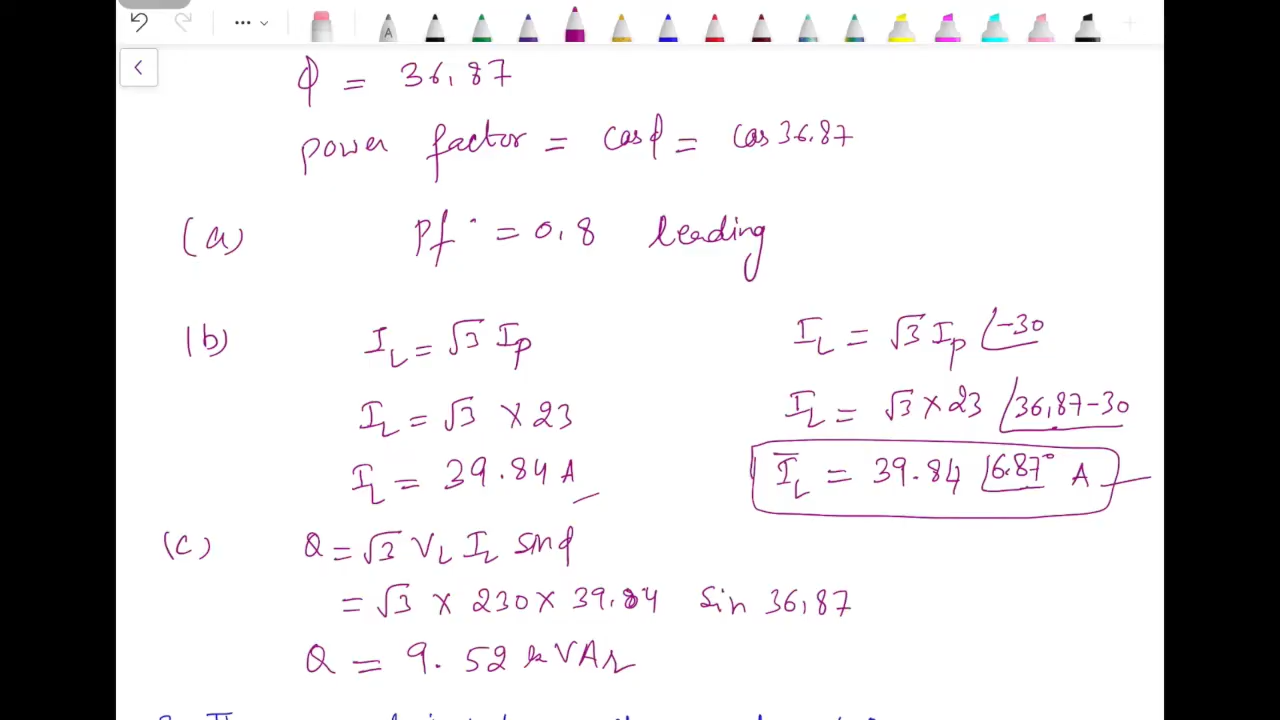 φ = 36.87
power factor = cosφ = cos 36.87
(a) Pf = 0.8 leading
(b) I_L = √3 I_p
I_L = √3 I_p ∠-30
I_L = √3 × 23
I_L = √3 × 23 ∠36.87-30
I_L = 39.84 A
I_L = 39.84 ∠6.87° A
(c) Q = √3 V_L I_L sinφ
= √3 × 230 × 39.84 sin 36.87
Q = 9.52 kVAr